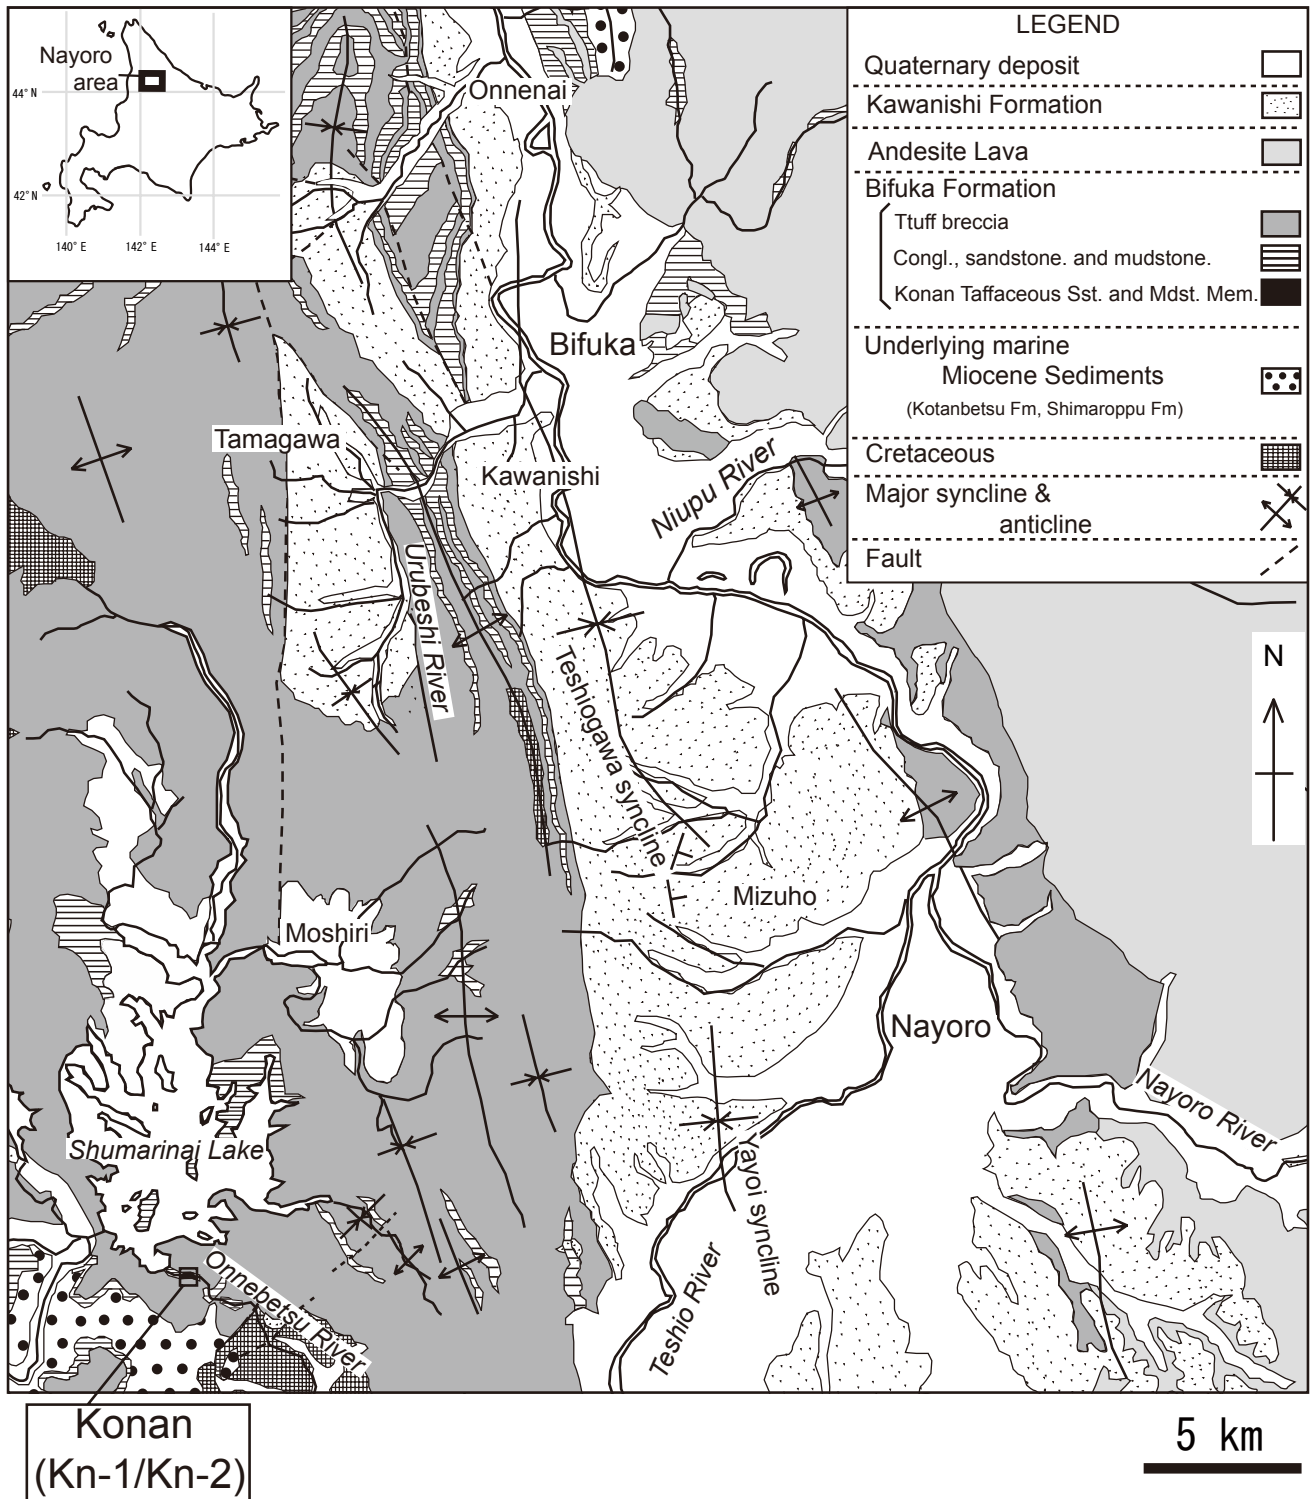 Nayoro
area
44° N
42° N
140° E
142° E
144° E
LEGEND
Quaternary deposit
Kawanishi Formation
Andesite Lava
Bifuka Formation
Ttuff breccia
Congl., sandstone. and mudstone.
Konan Taffaceous Sst. and Mdst. Mem.
Underlying marine
Miocene Sediments
(Kotanbetsu Fm, Shimaroppu Fm)
Cretaceous
Major syncline &
anticline
Fault
Onnenai
Bifuka
Tamagawa
Kawanishi
Niupu River
Urubeshi River
Teshiogawa syncline
N
Mizuho
Moshiri
Nayoro
Nayoro River
Shumarinai Lake
Yayoi syncline
Onnebetsu River
Teshio River
Konan
(Kn-1/Kn-2)
5 km